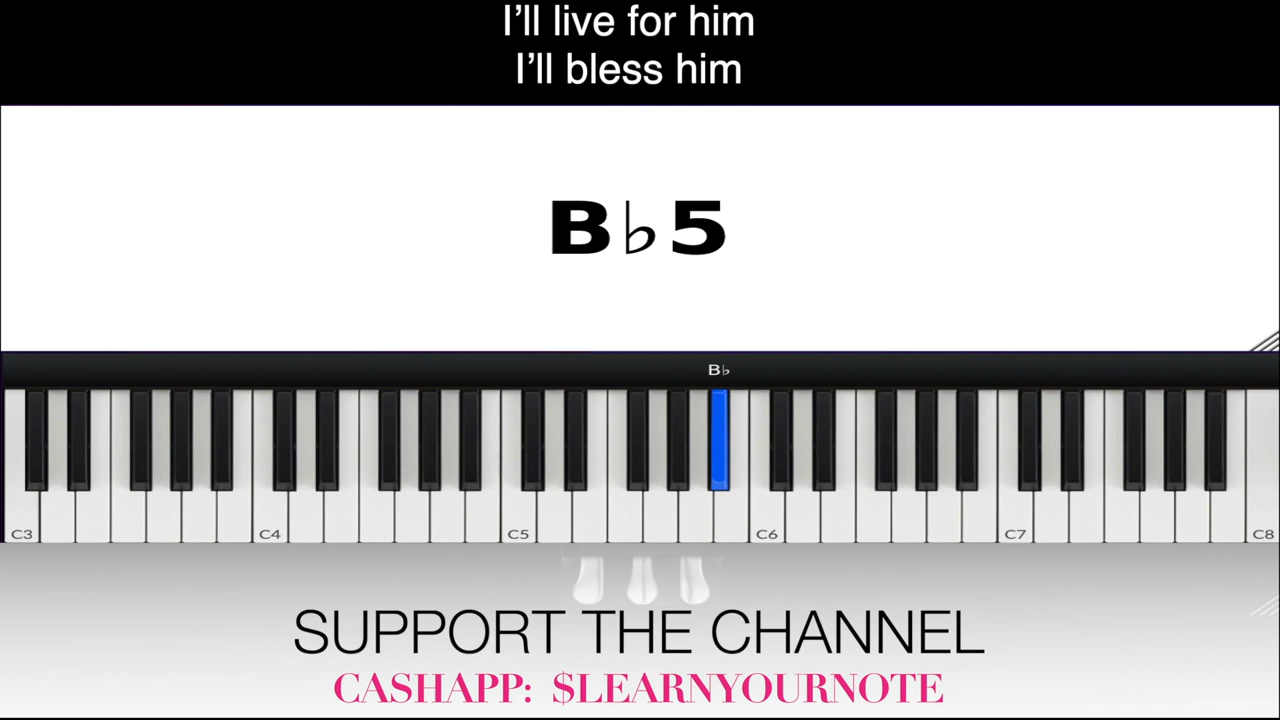 I’ll live for him
I’ll bless him
B♭5
B♭
C3 C4 C5 C6 C7 C8
SUPPORT THE CHANNEL
CASHAPP: $LEARNYOURNOTE